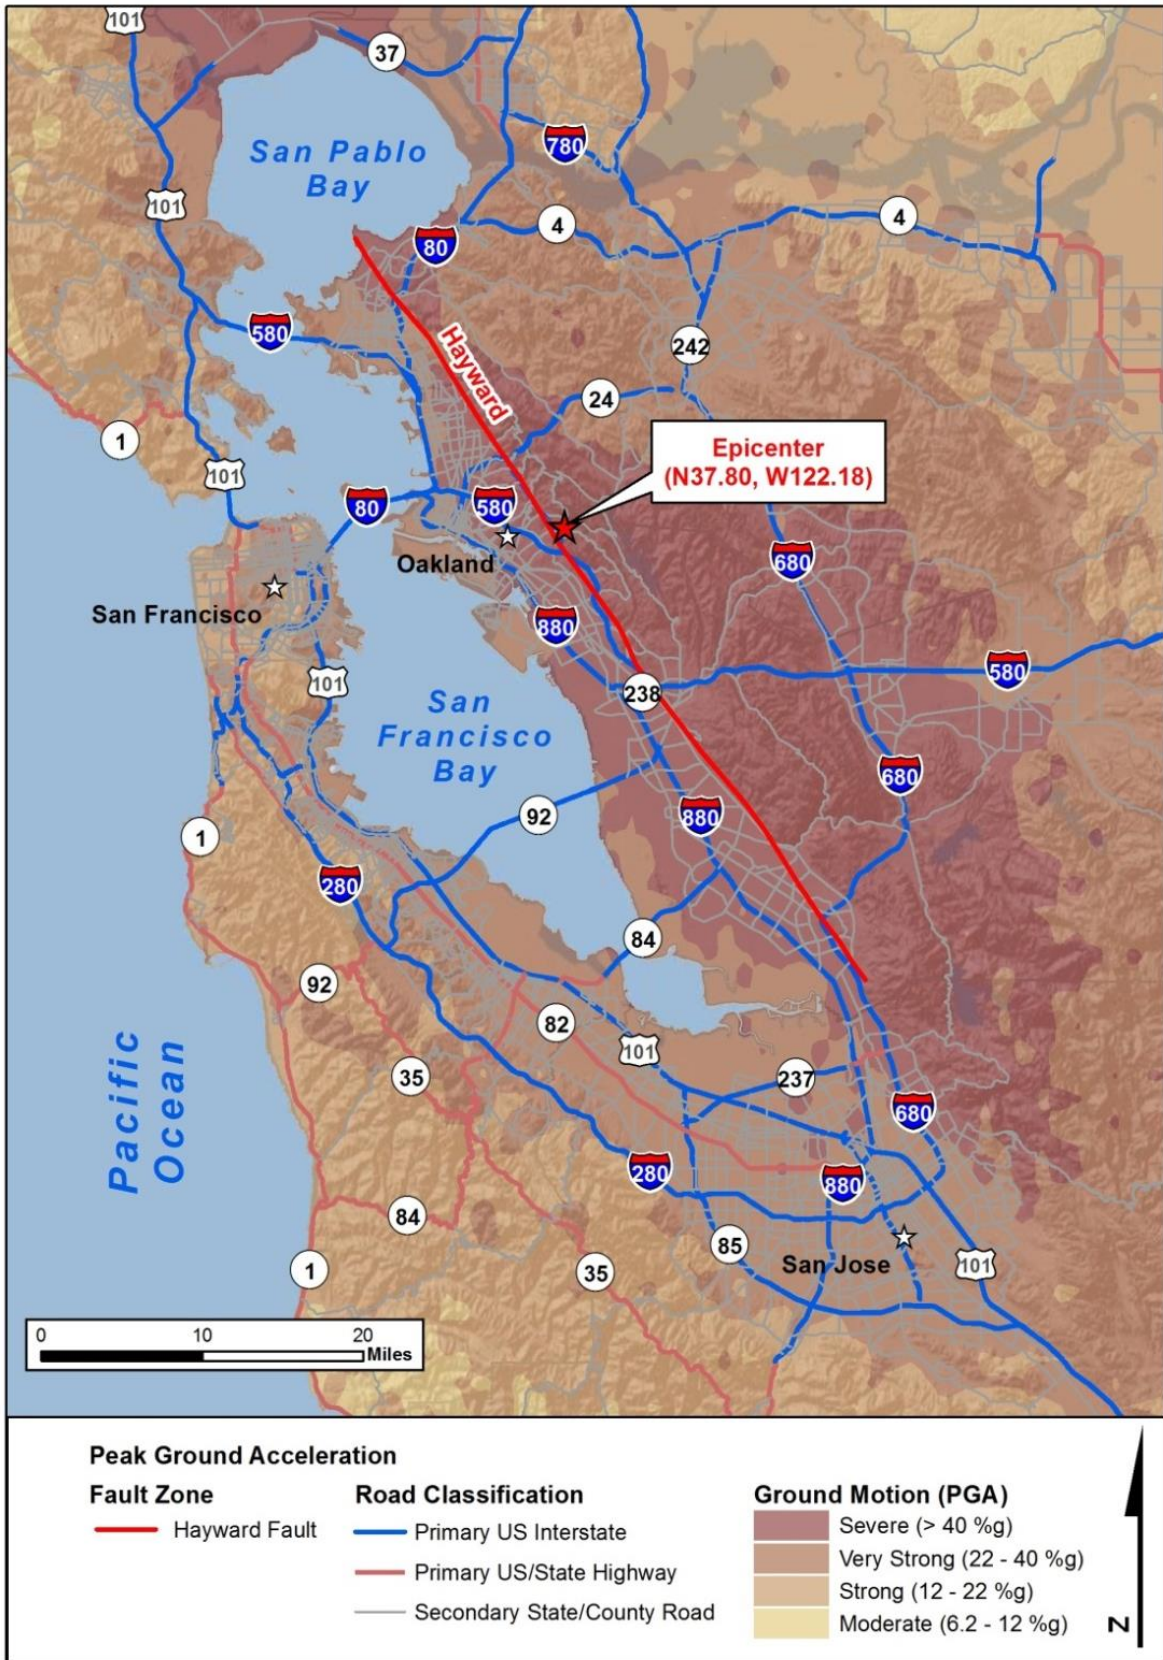 101
37
San Pablo
Bay
780
101
4
4
80
580
Hayward
242
24
1
Epicenter
(N37.80, W122.18)
101
80
580
Oakland
680
San Francisco
880
580
101
238
San
Francisco
Bay
680
92
880
1
280
84
92
82
101
Pacific
Ocean
35
237
680
280
880
84
85
San Jose
101
1
35
0 10 20
Miles
Peak Ground Acceleration
Fault Zone
Hayward Fault
Road Classification
Primary US Interstate
Primary US/State Highway
Secondary State/County Road
Ground Motion (PGA)
Severe (> 40 %g)
Very Strong (22 - 40 %g)
Strong (12 - 22 %g)
Moderate (6.2 - 12 %g)
N